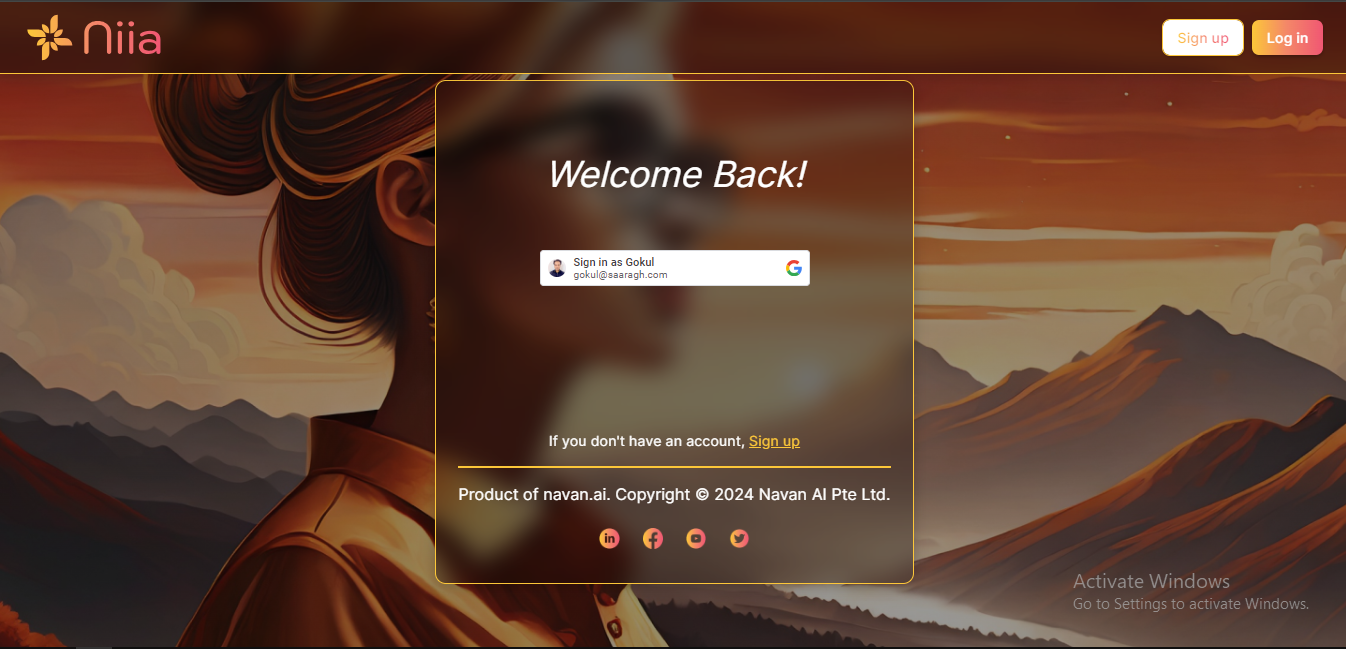 Niia
Sign up
Log in
Welcome Back!
Sign in as Gokul
gokul@saaragh.com
If you don't have an account, Sign up
Product of navan.ai. Copyright © 2024 Navan AI Pte Ltd.
in
Activate Windows
Go to Settings to activate Windows.